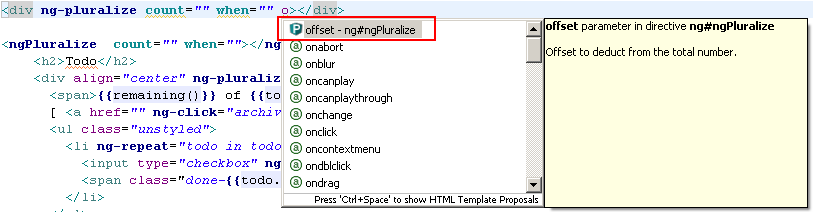 <div ng-pluralize count="" when="" o></div>
<ngPluralize  count="" when=""></n
<h2>Todo</h2>
<div align="center" ng-pluraliz
<span>{{remaining()}} of {{to
[ <a href="" ng-click="archiv
<ul class="unstyled">
<li ng-repeat="todo in todo
<input type="checkbox" ng
<span class="done-{{todo.
</li>
offset - ng#ngPluralize
onabort
onblur
oncanplay
oncanplaythrough
onchange
onclick
oncontextmenu
ondblclick
ondrag
Press 'Ctrl+Space' to show HTML Template Proposals
offset parameter in directive ng#ngPluralize
Offset to deduct from the total number.